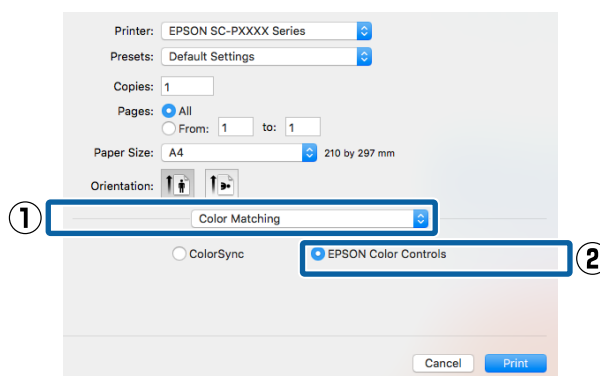 Printer: EPSON SC-PXXXX Series
Presets: Default Settings
Copies: 1
Pages: All
From: 1 to: 1
Paper Size: A4 210 by 297 mm
Orientation:
① Color Matching
ColorSync EPSON Color Controls ②
Cancel Print